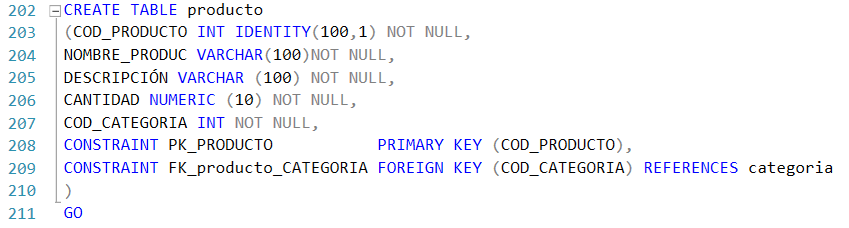 202 CREATE TABLE producto
203 (COD_PRODUCTO INT IDENTITY(100,1) NOT NULL,
204 NOMBRE_PRODUC VARCHAR(100)NOT NULL,
205 DESCRIPCIÓN VARCHAR (100) NOT NULL,
206 CANTIDAD NUMERIC (10) NOT NULL,
207 COD_CATEGORIA INT NOT NULL,
208 CONSTRAINT PK_PRODUCTO          PRIMARY KEY (COD_PRODUCTO),
209 CONSTRAINT FK_producto_CATEGORIA FOREIGN KEY (COD_CATEGORIA) REFERENCES categoria
210 )
211 GO